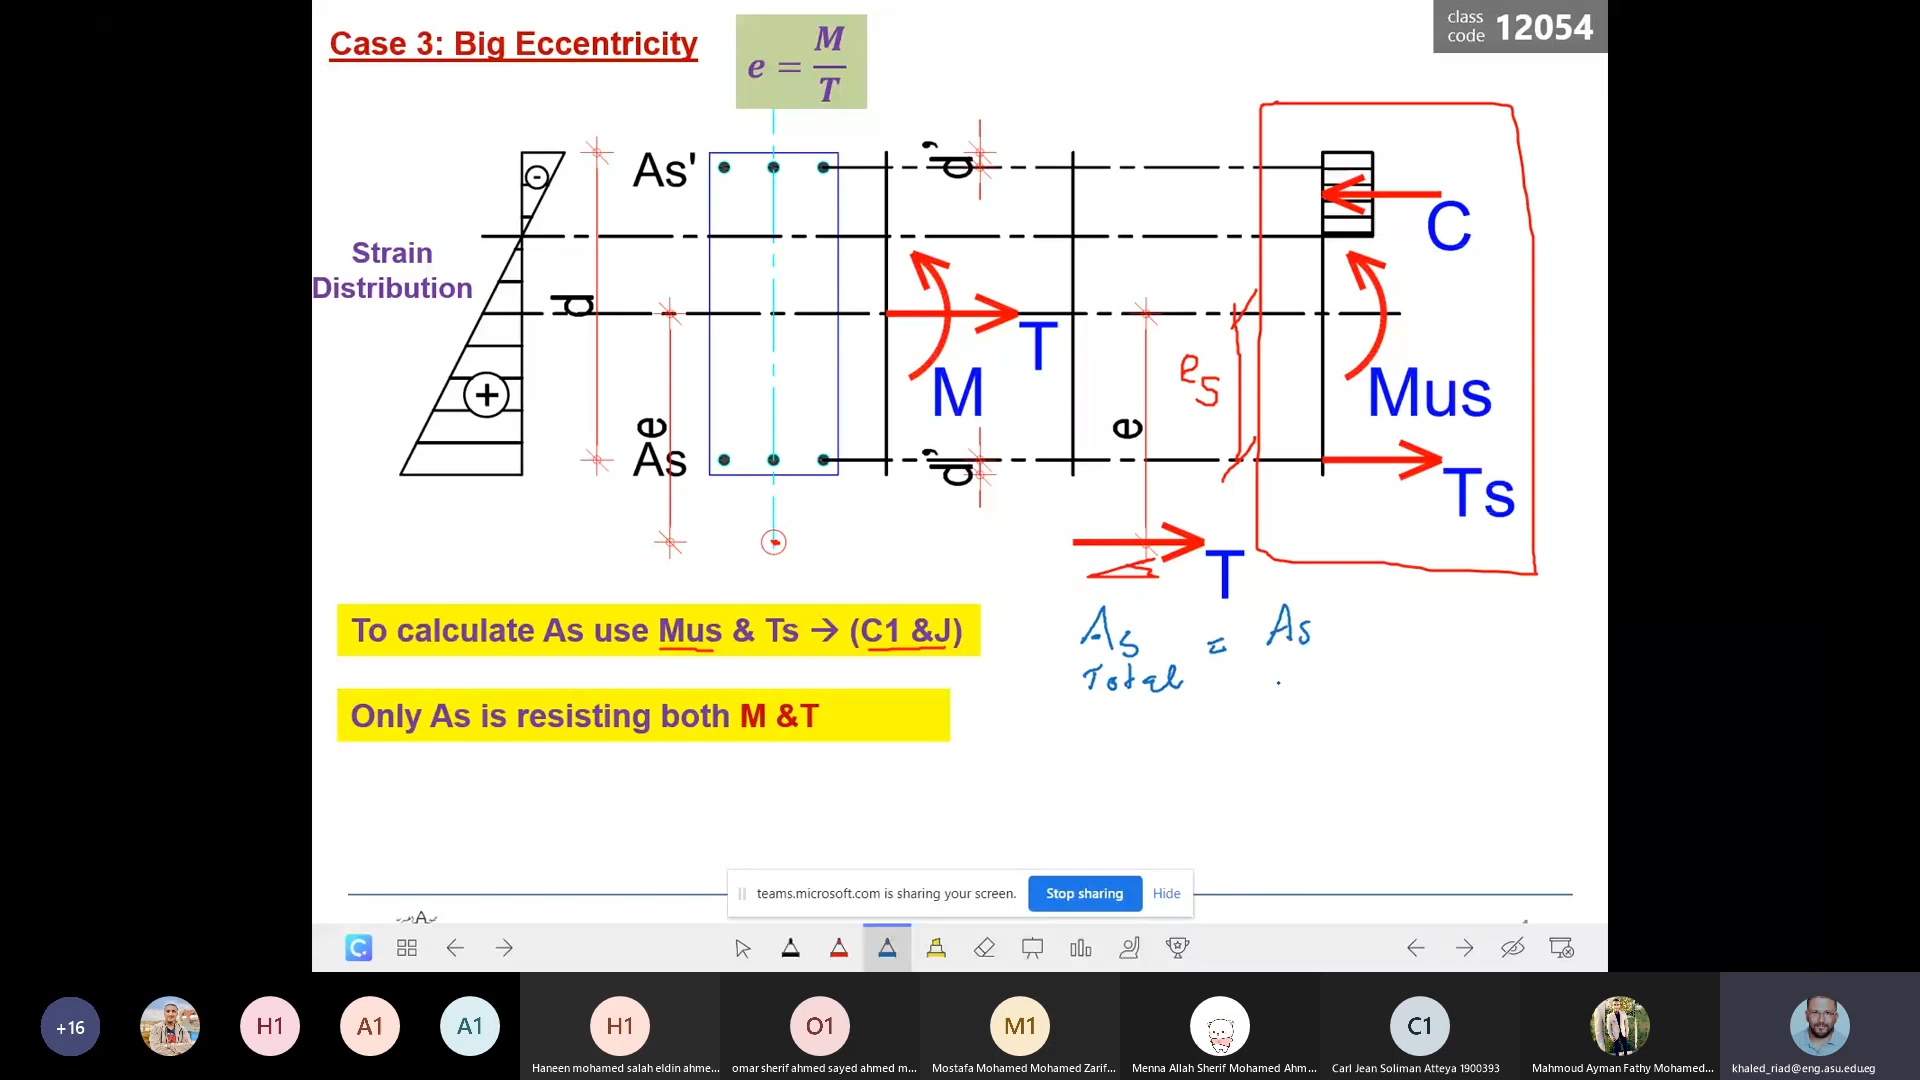 Case 3: Big Eccentricity
e = M
T
class
code 12054
-
As'
d'
C
Strain
Distribution
d
+
T
M
e
As
d'
e
es
Mus
Ts
T
To calculate As use Mus & Ts → (C1 &J)
Only As is resisting both M &T
As = As
Total
teams.microsoft.com is sharing your screen.
Stop sharing
Hide
C
+16
H1
A1
A1
H1
O1
M1
C1
Haneen mohamed salah eldin ahme...
omar sherif ahmed sayed ahmed m...
Mostafa Mohamed Mohamed Zarif...
Menna Allah Sherif Mohamed Ahm...
Carl Jean Soliman Atteya 1900393
Mahmoud Ayman Fathy Mohamed...
khaled_riad@eng.asu.edu.eg